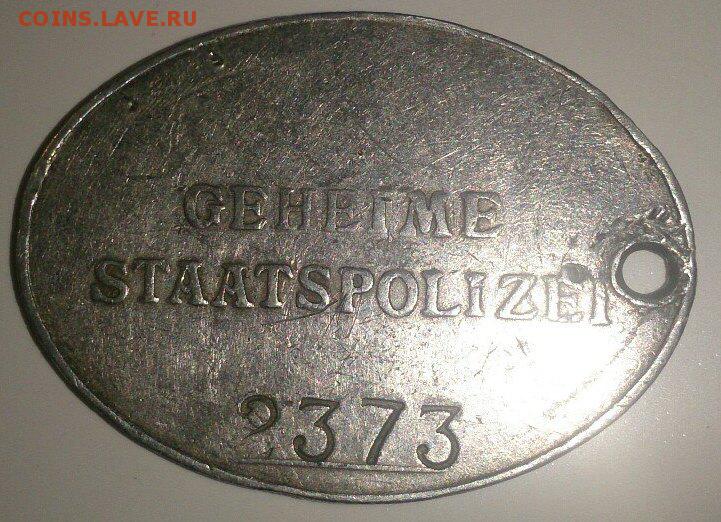 COINS.LAVE.RU
GEHEIME
STAATSPOLIZEI
2373